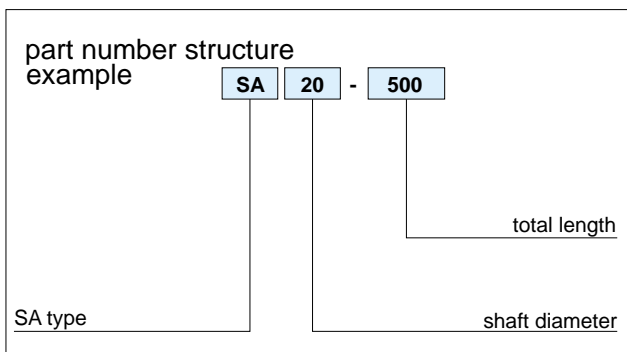 part number structure
example
SA 20 - 500
total length
SA type
shaft diameter